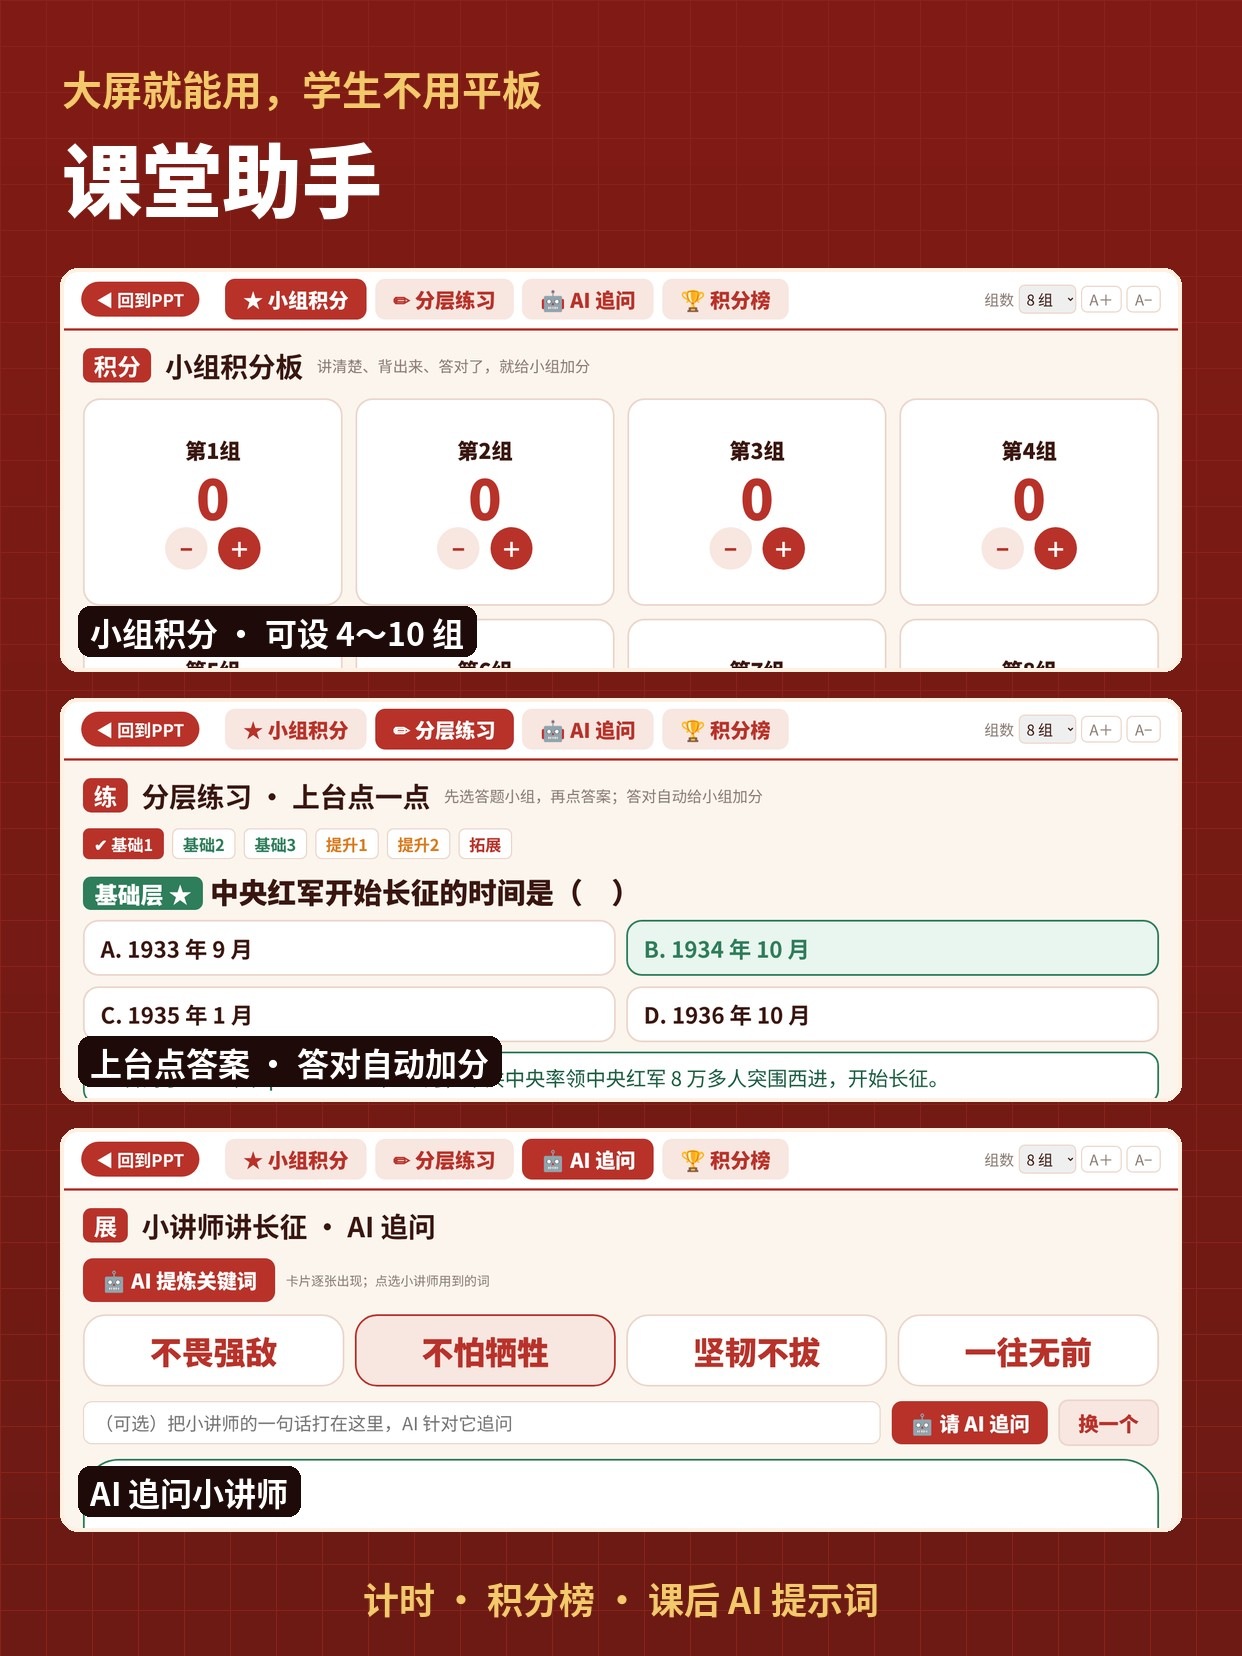 大屏就能用，学生不用平板
课堂助手
◀ 回到PPT ★ 小组积分 ✏ 分层练习 🤖 AI 追问 🏆 积分榜 组数 8 组 A＋ A−
积分 小组积分板 讲清楚、背出来、答对了，就给小组加分
第1组 第2组 第3组 第4组
0 0 0 0
− + − + − + − +
小组积分 · 可设 4～10 组
第7组 第8组
◀ 回到PPT ★ 小组积分 ✏ 分层练习 🤖 AI 追问 🏆 积分榜 组数 8 组 A＋ A−
练 分层练习 · 上台点一点 先选答题小组，再点答案；答对自动给小组加分
✔ 基础1 基础2 基础3 提升1 提升2 拓展
基础层 ★ 中央红军开始长征的时间是（　）
A. 1933 年 9 月 B. 1934 年 10 月
C. 1935 年 1 月 D. 1936 年 10 月
上台点答案 · 答对自动加分
中央率领中央红军 8 万多人突围西进，开始长征。
◀ 回到PPT ★ 小组积分 ✏ 分层练习 🤖 AI 追问 🏆 积分榜 组数 8 组 A＋ A−
展 小讲师讲长征 · AI 追问
🤖 AI 提炼关键词 卡片逐张出现；点选小讲师用到的词
不畏强敌 不怕牺牲 坚韧不拔 一往无前
（可选）把小讲师的一句话打在这里，AI 针对它追问 🤖 请 AI 追问 换一个
AI 追问小讲师
计时 · 积分榜 · 课后 AI 提示词